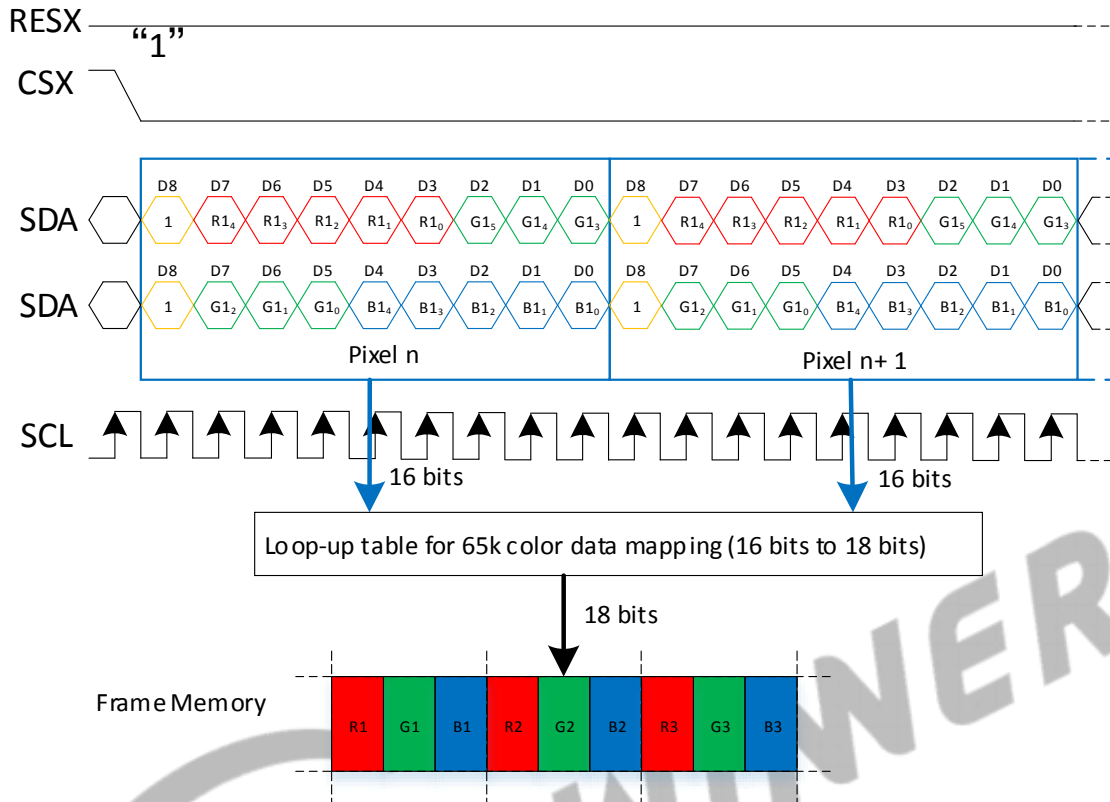 RESX
“1”
CSX
D8 D7 D6 D5 D4 D3 D2 D1 D0 D8 D7 D6 D5 D4 D3 D2 D1 D0
SDA 1 R1₄ R1₃ R1₂ R1₁ R1₀ G1₅ G1₄ G1₃ 1 R1₄ R1₃ R1₂ R1₁ R1₀ G1₅ G1₄ G1₃
D8 D7 D6 D5 D4 D3 D2 D1 D0 D8 D7 D6 D5 D4 D3 D2 D1 D0
SDA 1 G1₂ G1₁ G1₀ B1₄ B1₃ B1₂ B1₁ B1₀ 1 G1₂ G1₁ G1₀ B1₄ B1₃ B1₂ B1₁ B1₀
Pixel n Pixel n+ 1
SCL
16 bits 16 bits
Loop-up table for 65k color data mapping (16 bits to 18 bits)
18 bits
Frame Memory
R1 G1 B1 R2 G2 B2 R3 G3 B3